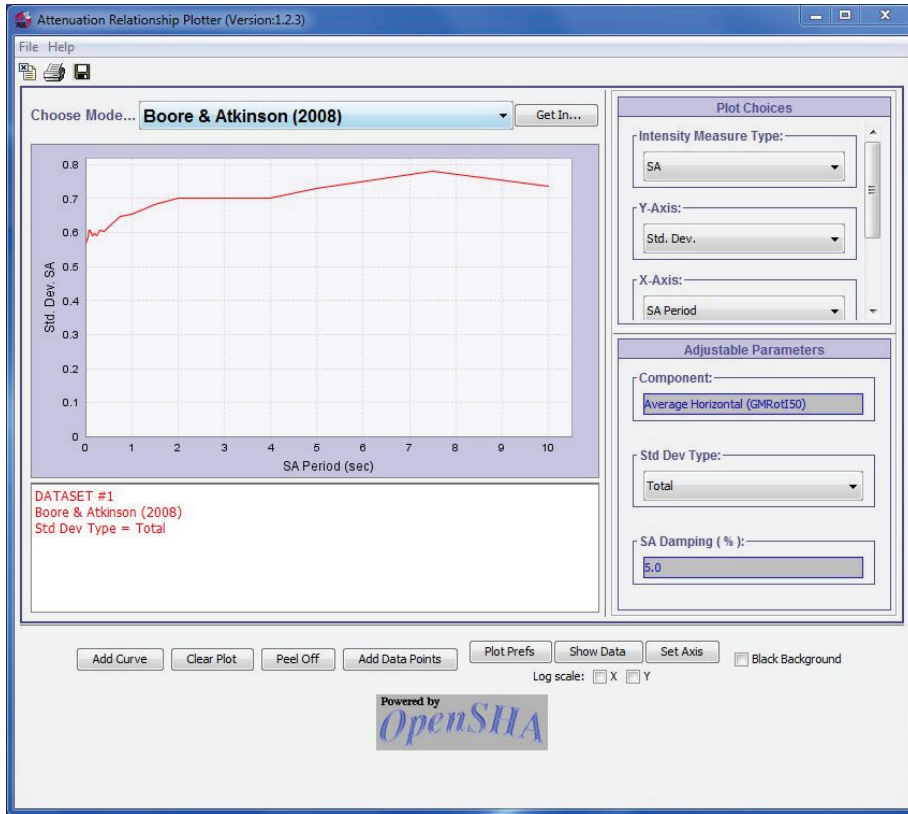 Attenuation Relationship Plotter (Version:1.2.3)
File Help
Choose Mode... Boore & Atkinson (2008) Get In...
0.8
0.7
0.6
0.5
0.4
0.3
0.2
0.1
0
Std. Dev. SA
0 1 2 3 4 5 6 7 8 9 10
SA Period (sec)
DATASET #1
Boore & Atkinson (2008)
Std Dev Type = Total
Plot Choices
Intensity Measure Type:
SA
Y-Axis:
Std. Dev.
X-Axis:
SA Period
Adjustable Parameters
Component:
Average Horizontal (GMRotI50)
Std Dev Type:
Total
SA Damping ( % ):
5.0
Add Curve Clear Plot Peel Off Add Data Points Plot Prefs Show Data Set Axis Black Background
Log scale: X Y
Powered by
OpenSHA